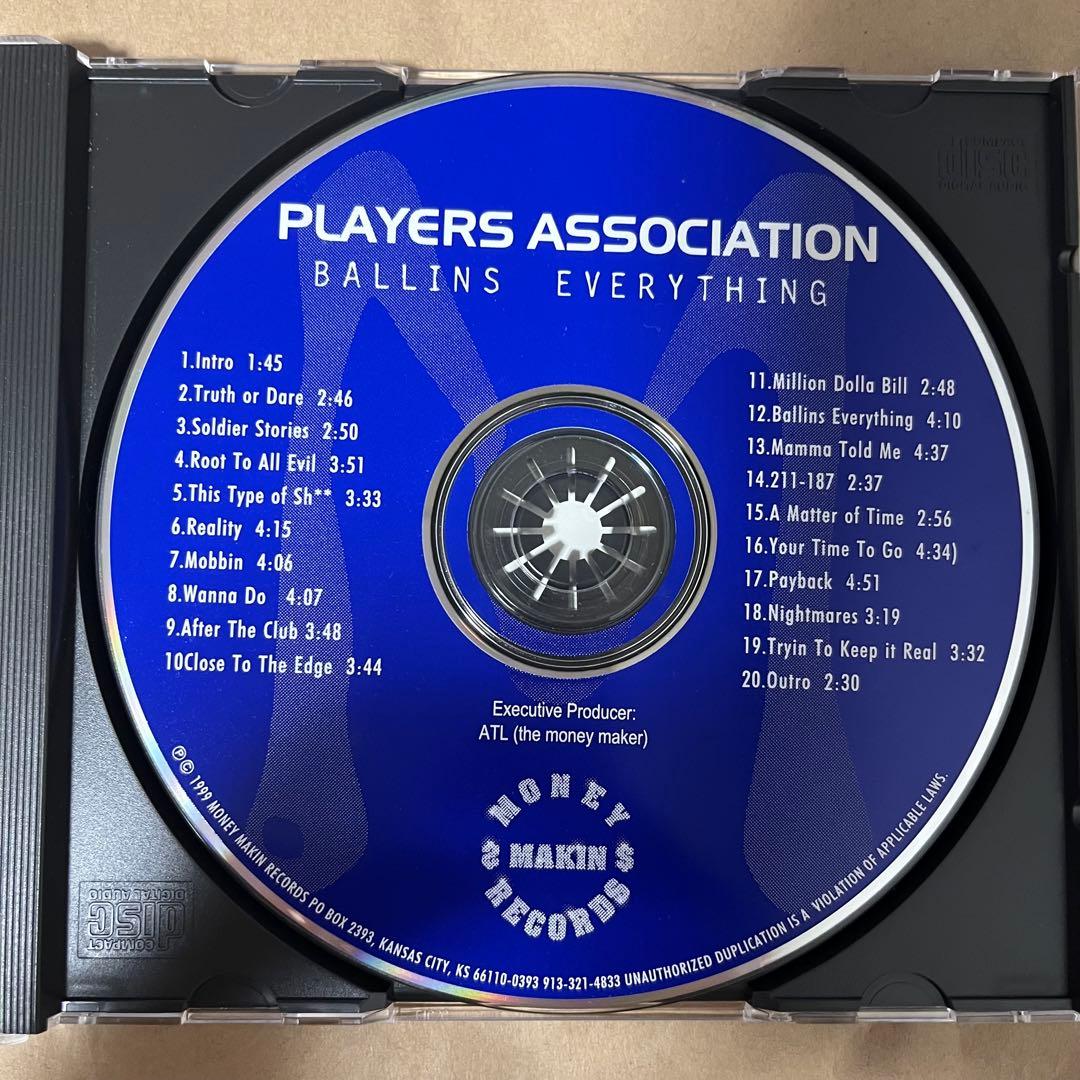 PLAYERS ASSOCIATION
BALLINS EVERYTHING
1.Intro 1:45
2.Truth or Dare 2:46
3.Soldier Stories 2:50
4.Root To All Evil 3:51
5.This Type of Sh** 3:33
6.Reality 4:15
7.Mobbin 4:06
8.Wanna Do 4:07
9.After The Club 3:48
10Close To The Edge 3:44
11.Million Dolla Bill 2:48
12.Ballins Everything 4:10
13.Mamma Told Me 4:37
14.211-187 2:37
15.A Matter of Time 2:56
16.Your Time To Go 4:34)
17.Payback 4:51
18.Nightmares 3:19
19.Tryin To Keep it Real 3:32
20.Outro 2:30
Executive Producer:
ATL (the money maker)
MONEY
$ MAKIN $
RECORDS
℗© 1999 MONEY MAKIN RECORDS PO BOX 2393, KANSAS CITY, KS 66110-0393 913-321-4833 UNAUTHORIZED DUPLICATION IS A VIOLATION OF APPLICABLE LAWS.
COMPACT
disc
DIGITAL AUDIO
COMPACT
disc
DIGITAL AUDIO